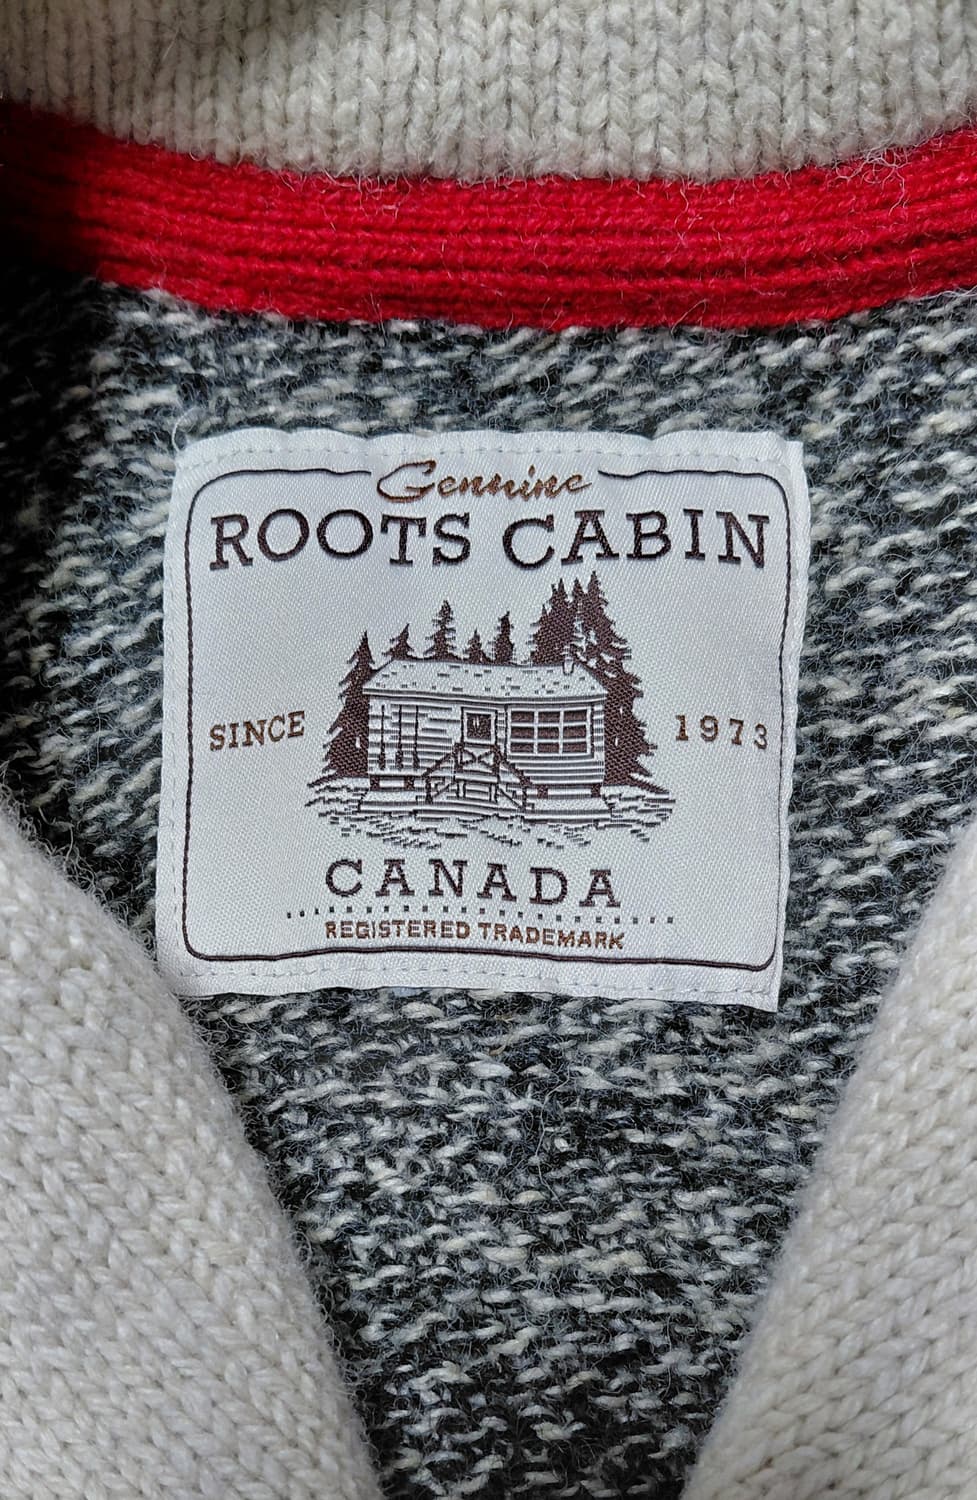 Genuine
ROOTS CABIN
SINCE 1973
CANADA
REGISTERED TRADEMARK